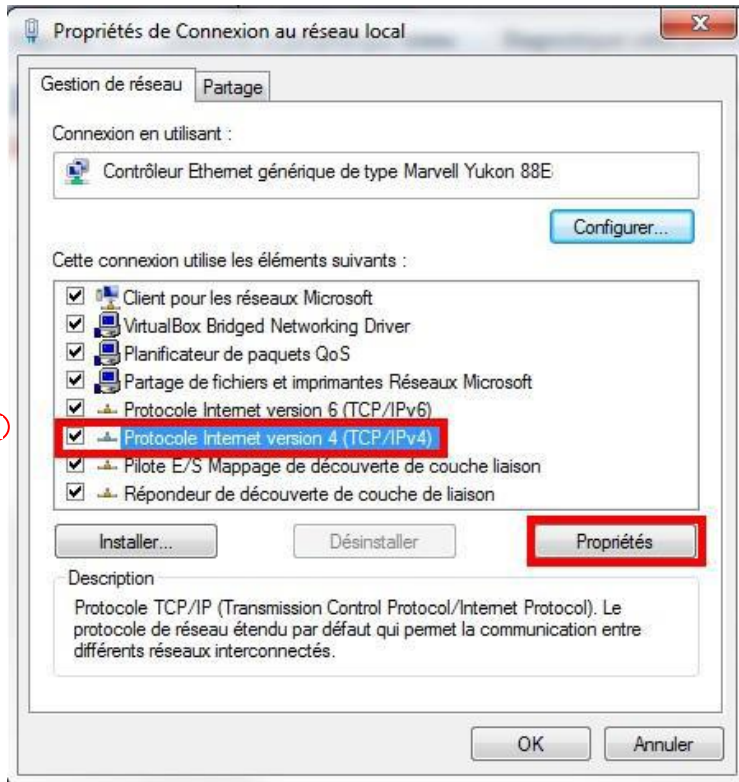 Propriétés de Connexion au réseau local
Gestion de réseau
Partage
Connexion en utilisant :
Contrôleur Ethernet générique de type Marvell Yukon 88E
Configurer...
Cette connexion utilise les éléments suivants :
Client pour les réseaux Microsoft
VirtualBox Bridged Networking Driver
Planificateur de paquets QoS
Partage de fichiers et imprimantes Réseaux Microsoft
Protocole Internet version 6 (TCP/IPv6)
Protocole Internet version 4 (TCP/IPv4)
Pilote E/S Mappage de découverte de couche liaison
Répondeur de découverte de couche de liaison
Installer...
Désinstaller
Propriétés
Description
Protocole TCP/IP (Transmission Control Protocol/Internet Protocol). Le
protocole de réseau étendu par défaut qui permet la communication entre
différents réseaux interconnectés.
OK
Annuler